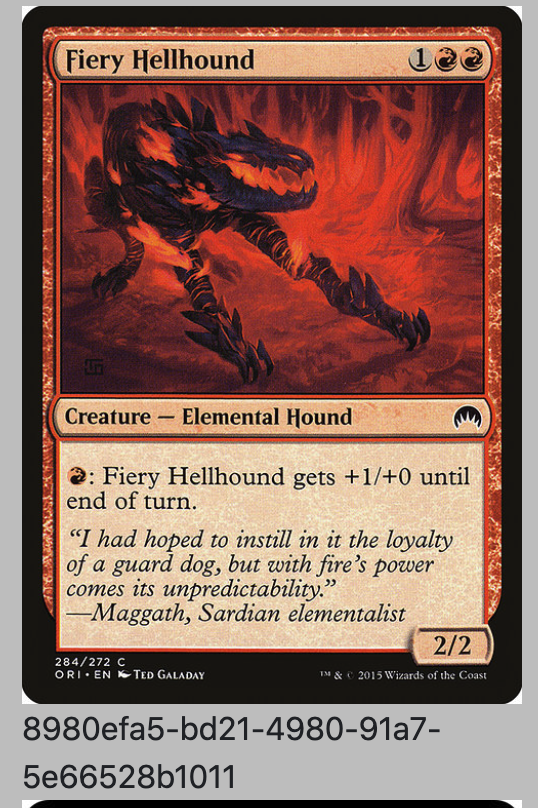 Fiery Hellhound 1
Creature — Elemental Hound
: Fiery Hellhound gets +1/+0 until
end of turn.
“I had hoped to instill in it the loyalty
of a guard dog, but with fire’s power
comes its unpredictability.”
—Maggath, Sardian elementalist
2/2
284/272 C
ORI • EN TED GALADAY
™ & © 2015 Wizards of the Coast
8980efa5-bd21-4980-91a7-
5e66528b1011